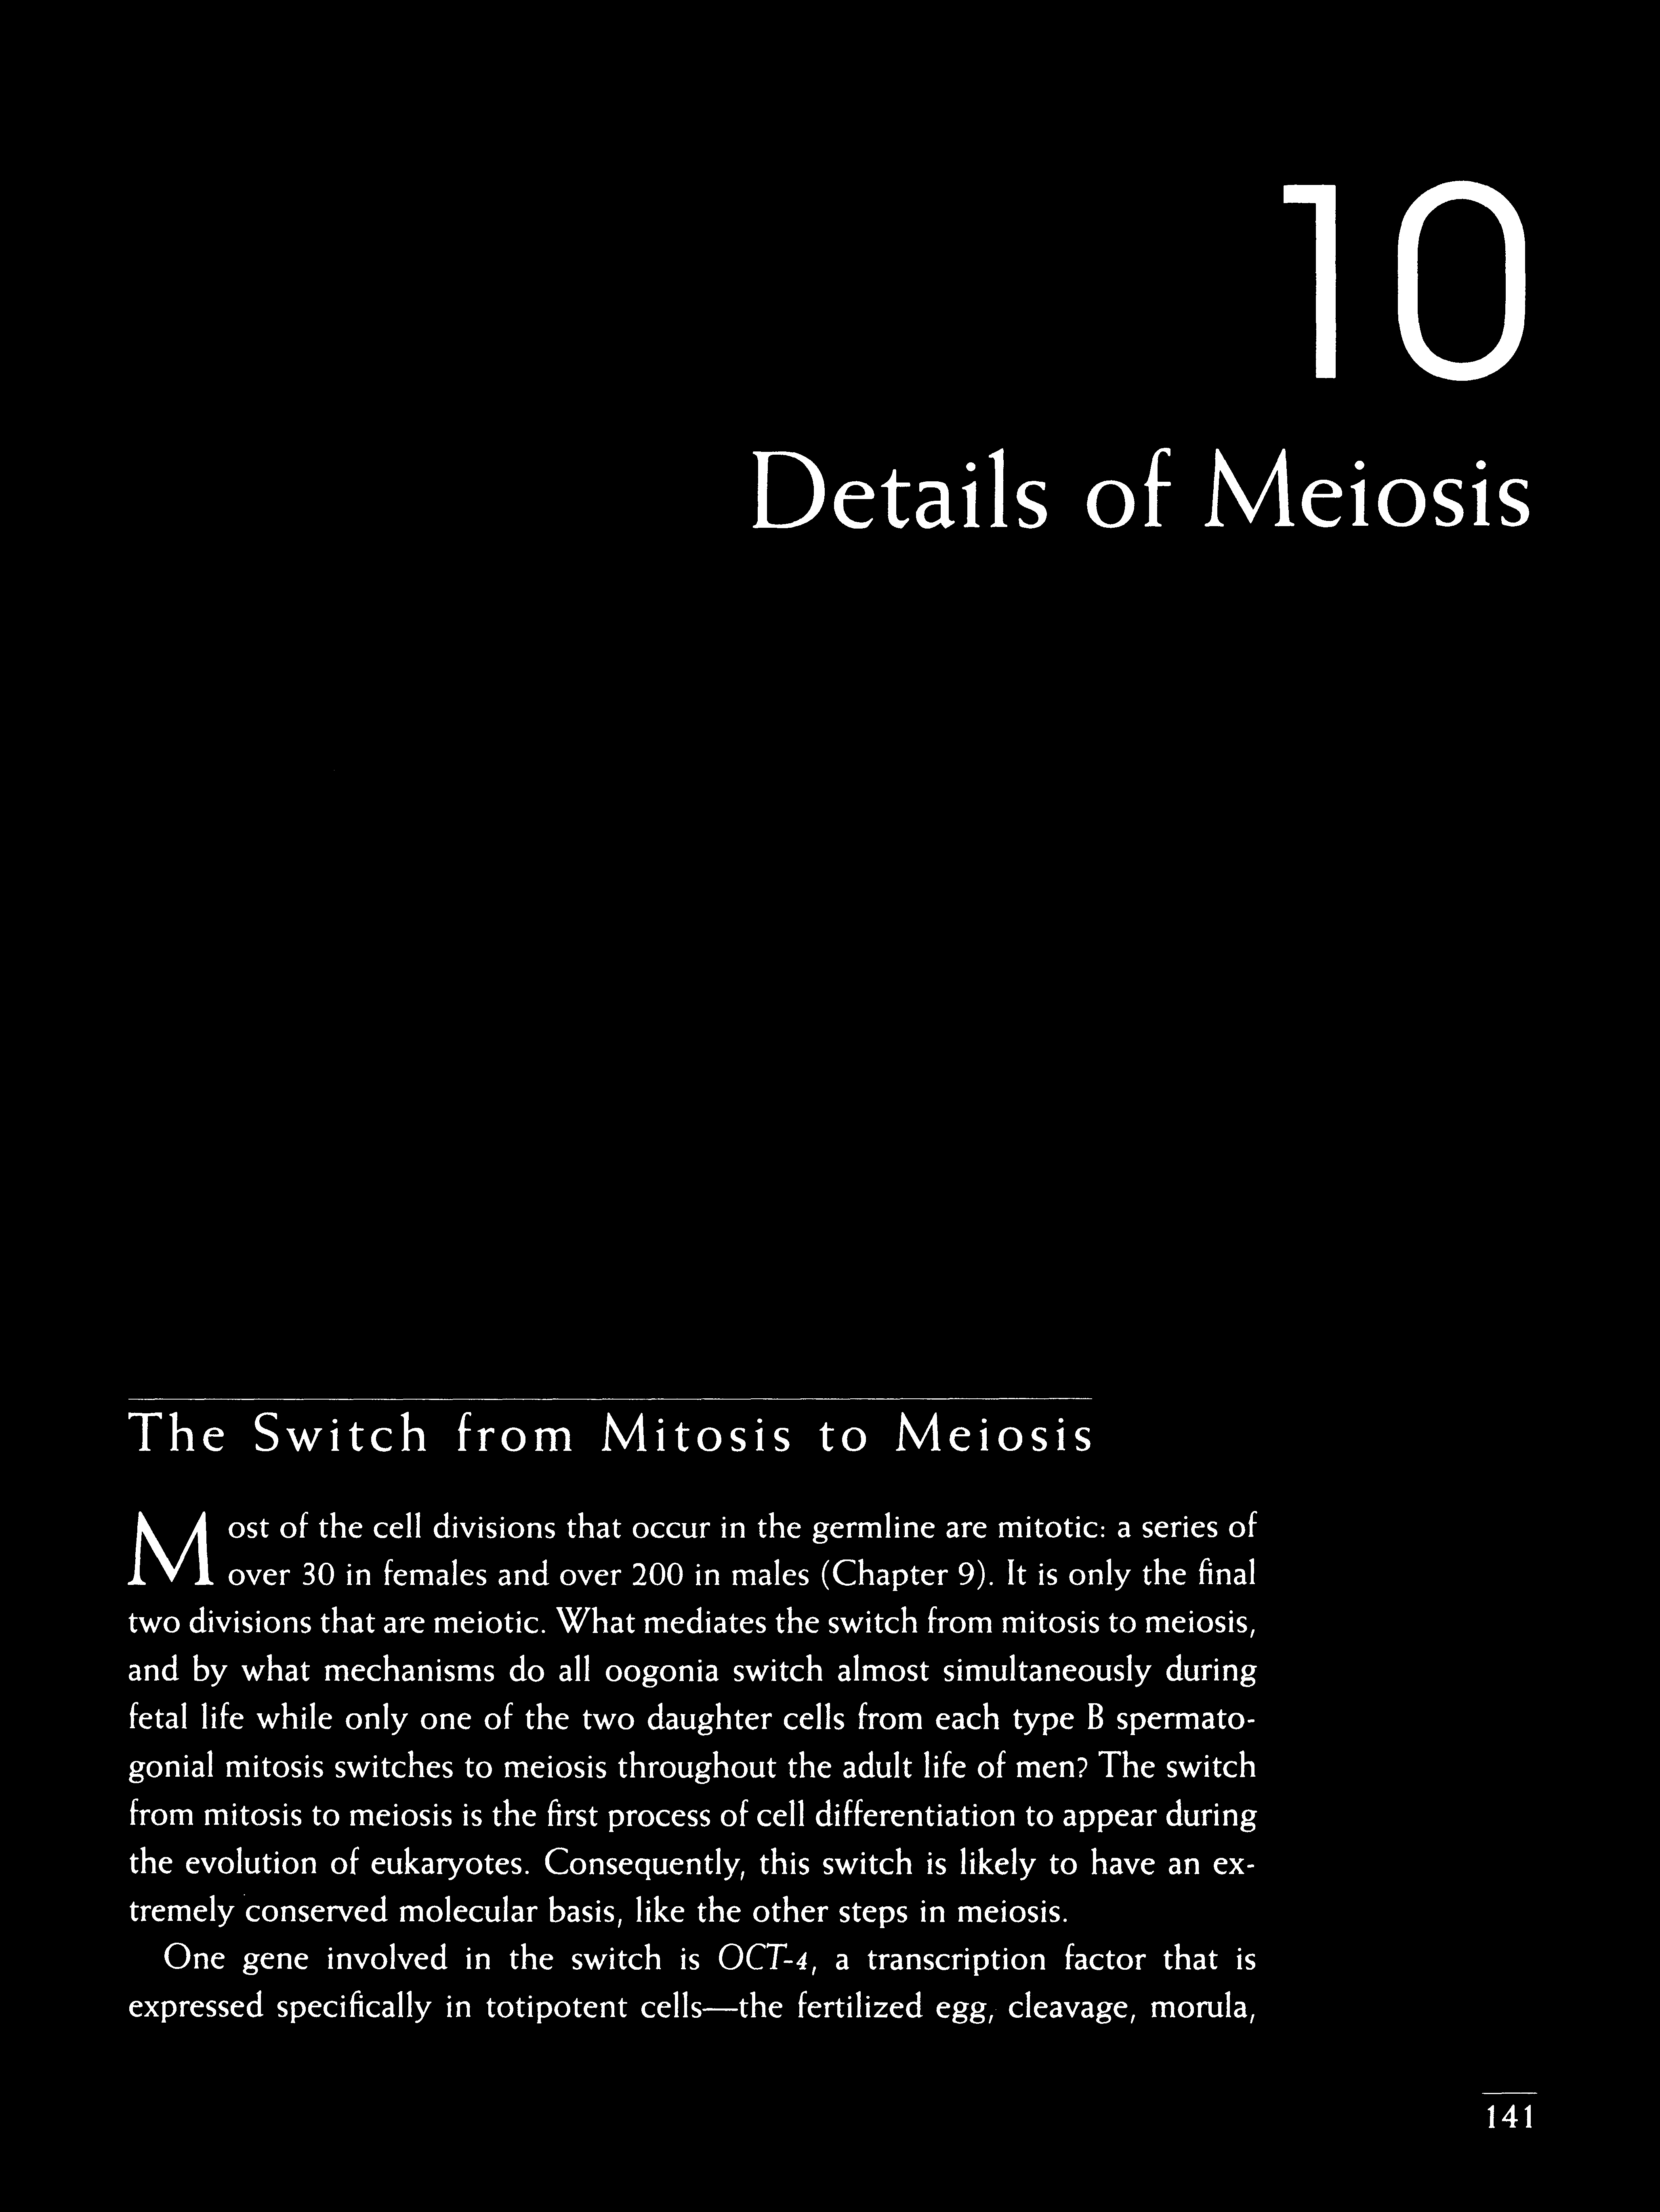 10
Details of Meiosis
The Switch from Mitosis to Meiosis
Most of the cell divisions that occur in the germline are mitotic: a series of
over 30 in females and over 200 in males (Chapter 9). It is only the final
two divisions that are meiotic. What mediates the switch from mitosis to meiosis,
and by what mechanisms do all oogonia switch almost simultaneously during
fetal life while only one of the two daughter cells from each type B spermato-
gonial mitosis switches to meiosis throughout the adult life of men? The switch
from mitosis to meiosis is the first process of cell differentiation to appear during
the evolution of eukaryotes. Consequently, this switch is likely to have an ex-
tremely conserved molecular basis, like the other steps in meiosis.
One gene involved in the switch is OCT-4, a transcription factor that is
expressed specifically in totipotent cells—the fertilized egg, cleavage, morula,
141